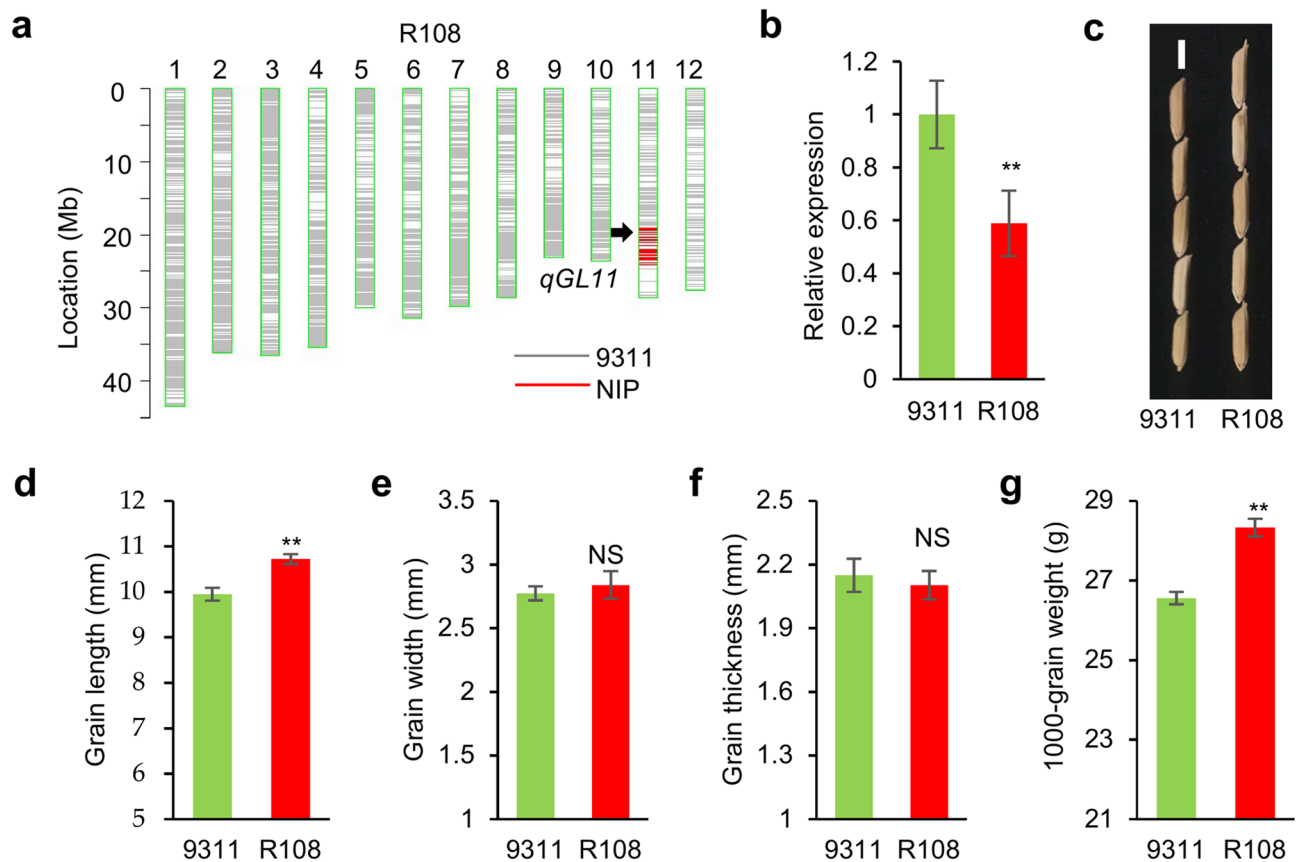 a
R108
1 2 3 4 5 6 7 8 9 10 11 12
Location (Mb)
0
10
20
30
40
qGL11
9311
NIP
b
Relative expression
1.2
1
0.8
0.6
0.4
0.2
0
**
9311 R108
c
9311 R108
d
Grain length (mm)
12
11
10
9
8
7
6
5
**
9311 R108
e
Grain width (mm)
3.5
3
2.5
2
1.5
1
NS
9311 R108
f
Grain thickness (mm)
2.5
2.2
1.9
1.6
1.3
1
NS
9311 R108
g
1000-grain weight (g)
29
27
25
23
21
**
9311 R108